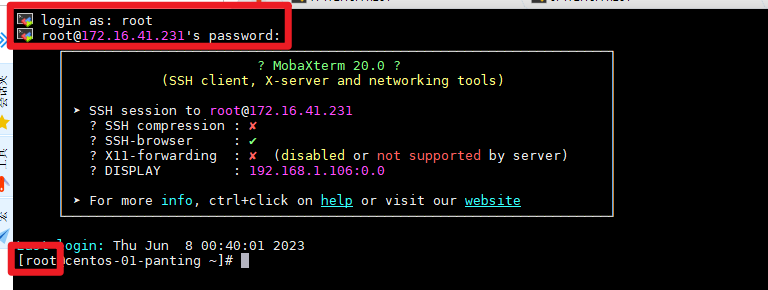 login as: root
root@172.16.41.231's password:
? MobaXterm 20.0 ?
(SSH client, X-server and networking tools)
➤ SSH session to root@172.16.41.231
? SSH compression : ✘
? SSH-browser : ✔
? X11-forwarding : ✘ (disabled or not supported by server)
? DISPLAY : 192.168.1.106:0.0
➤ For more info, ctrl+click on help or visit our website
Last login: Thu Jun 8 00:40:01 2023
[root@centos-01-panting ~]#